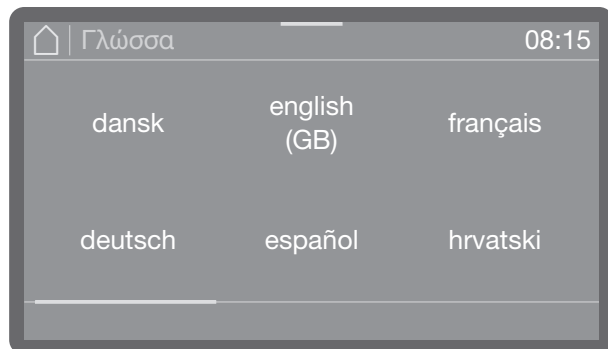 Γλώσσα 08:15
dansk
english
(GB)
français
deutsch
español
hrvatski